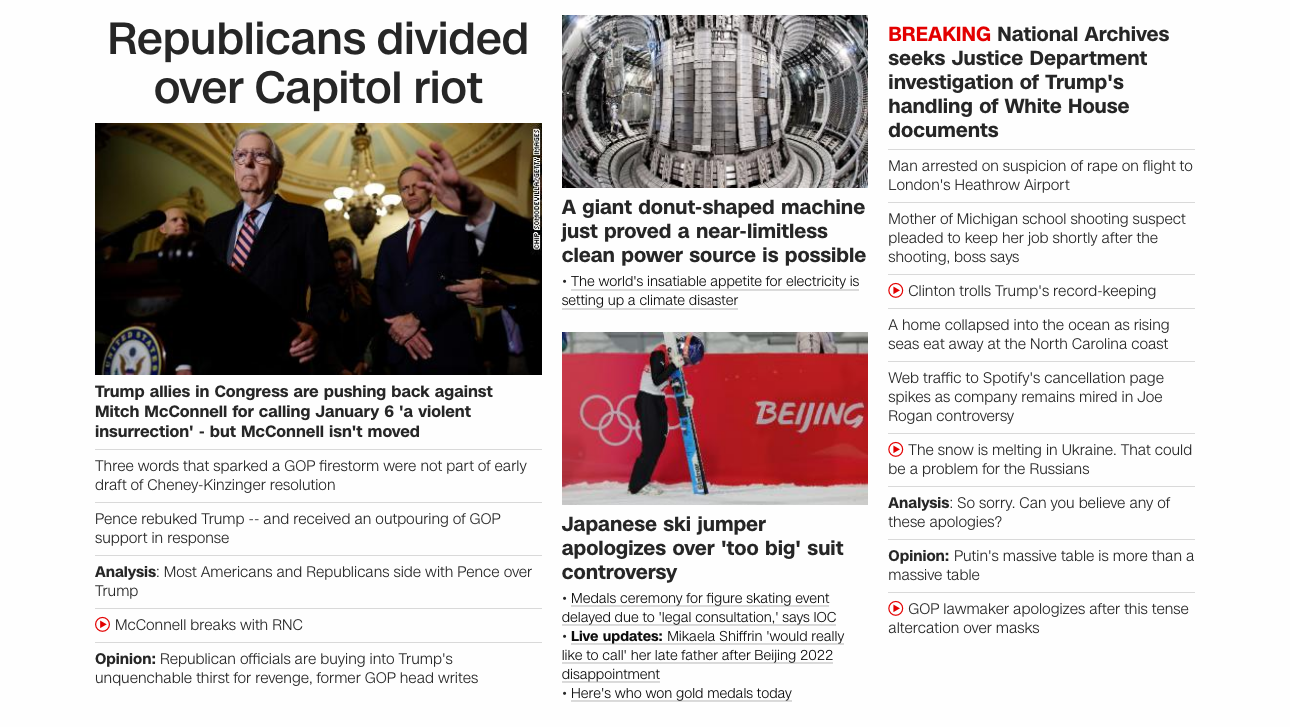 Republicans divided
over Capitol riot
CHIP SOMODEVILLA/GETTY IMAGES
Trump allies in Congress are pushing back against
Mitch McConnell for calling January 6 'a violent
insurrection' - but McConnell isn't moved
Three words that sparked a GOP firestorm were not part of early
draft of Cheney-Kinzinger resolution
Pence rebuked Trump -- and received an outpouring of GOP
support in response
Analysis: Most Americans and Republicans side with Pence over
Trump
McConnell breaks with RNC
Opinion: Republican officials are buying into Trump's
unquenchable thirst for revenge, former GOP head writes
A giant donut-shaped machine
just proved a near-limitless
clean power source is possible
• The world's insatiable appetite for electricity is
setting up a climate disaster
BEIJING
Japanese ski jumper
apologizes over 'too big' suit
controversy
• Medals ceremony for figure skating event
delayed due to 'legal consultation,' says IOC
• Live updates: Mikaela Shiffrin 'would really
like to call' her late father after Beijing 2022
disappointment
• Here's who won gold medals today
BREAKING National Archives
seeks Justice Department
investigation of Trump's
handling of White House
documents
Man arrested on suspicion of rape on flight to
London's Heathrow Airport
Mother of Michigan school shooting suspect
pleaded to keep her job shortly after the
shooting, boss says
Clinton trolls Trump's record-keeping
A home collapsed into the ocean as rising
seas eat away at the North Carolina coast
Web traffic to Spotify's cancellation page
spikes as company remains mired in Joe
Rogan controversy
The snow is melting in Ukraine. That could
be a problem for the Russians
Analysis: So sorry. Can you believe any of
these apologies?
Opinion: Putin's massive table is more than a
massive table
GOP lawmaker apologizes after this tense
altercation over masks